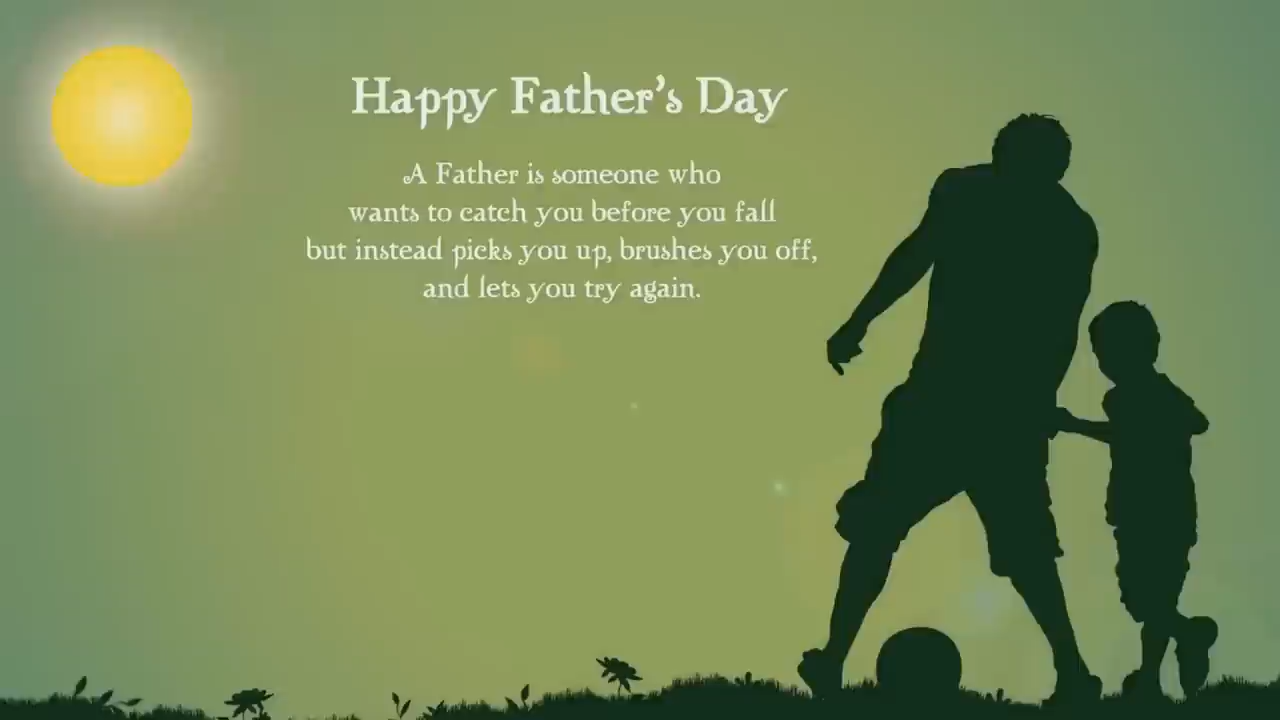 Happy Father's Day
A Father is someone who
wants to catch you before you fall
but instead picks you up, brushes you off,
and lets you try again.